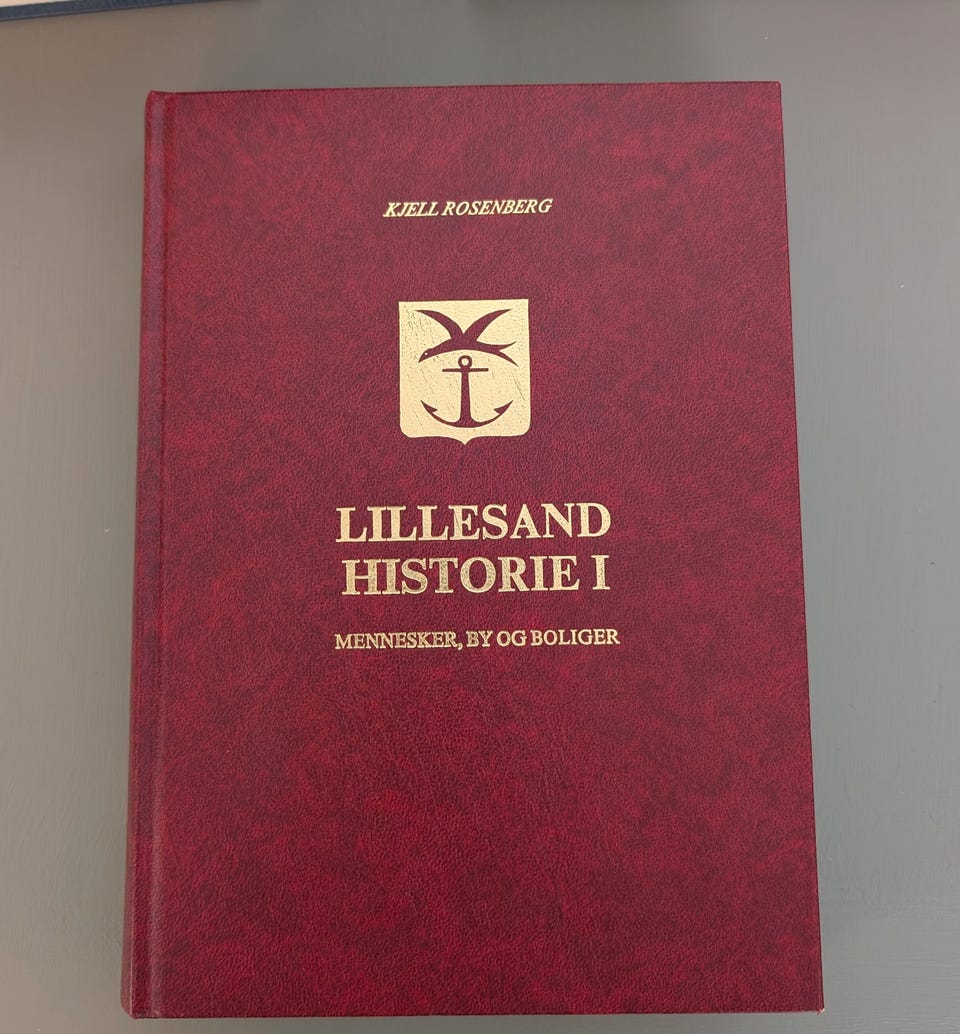 KJELL ROSENBERG
LILLESAND
HISTORIE I
MENNESKER, BY OG BOLIGER